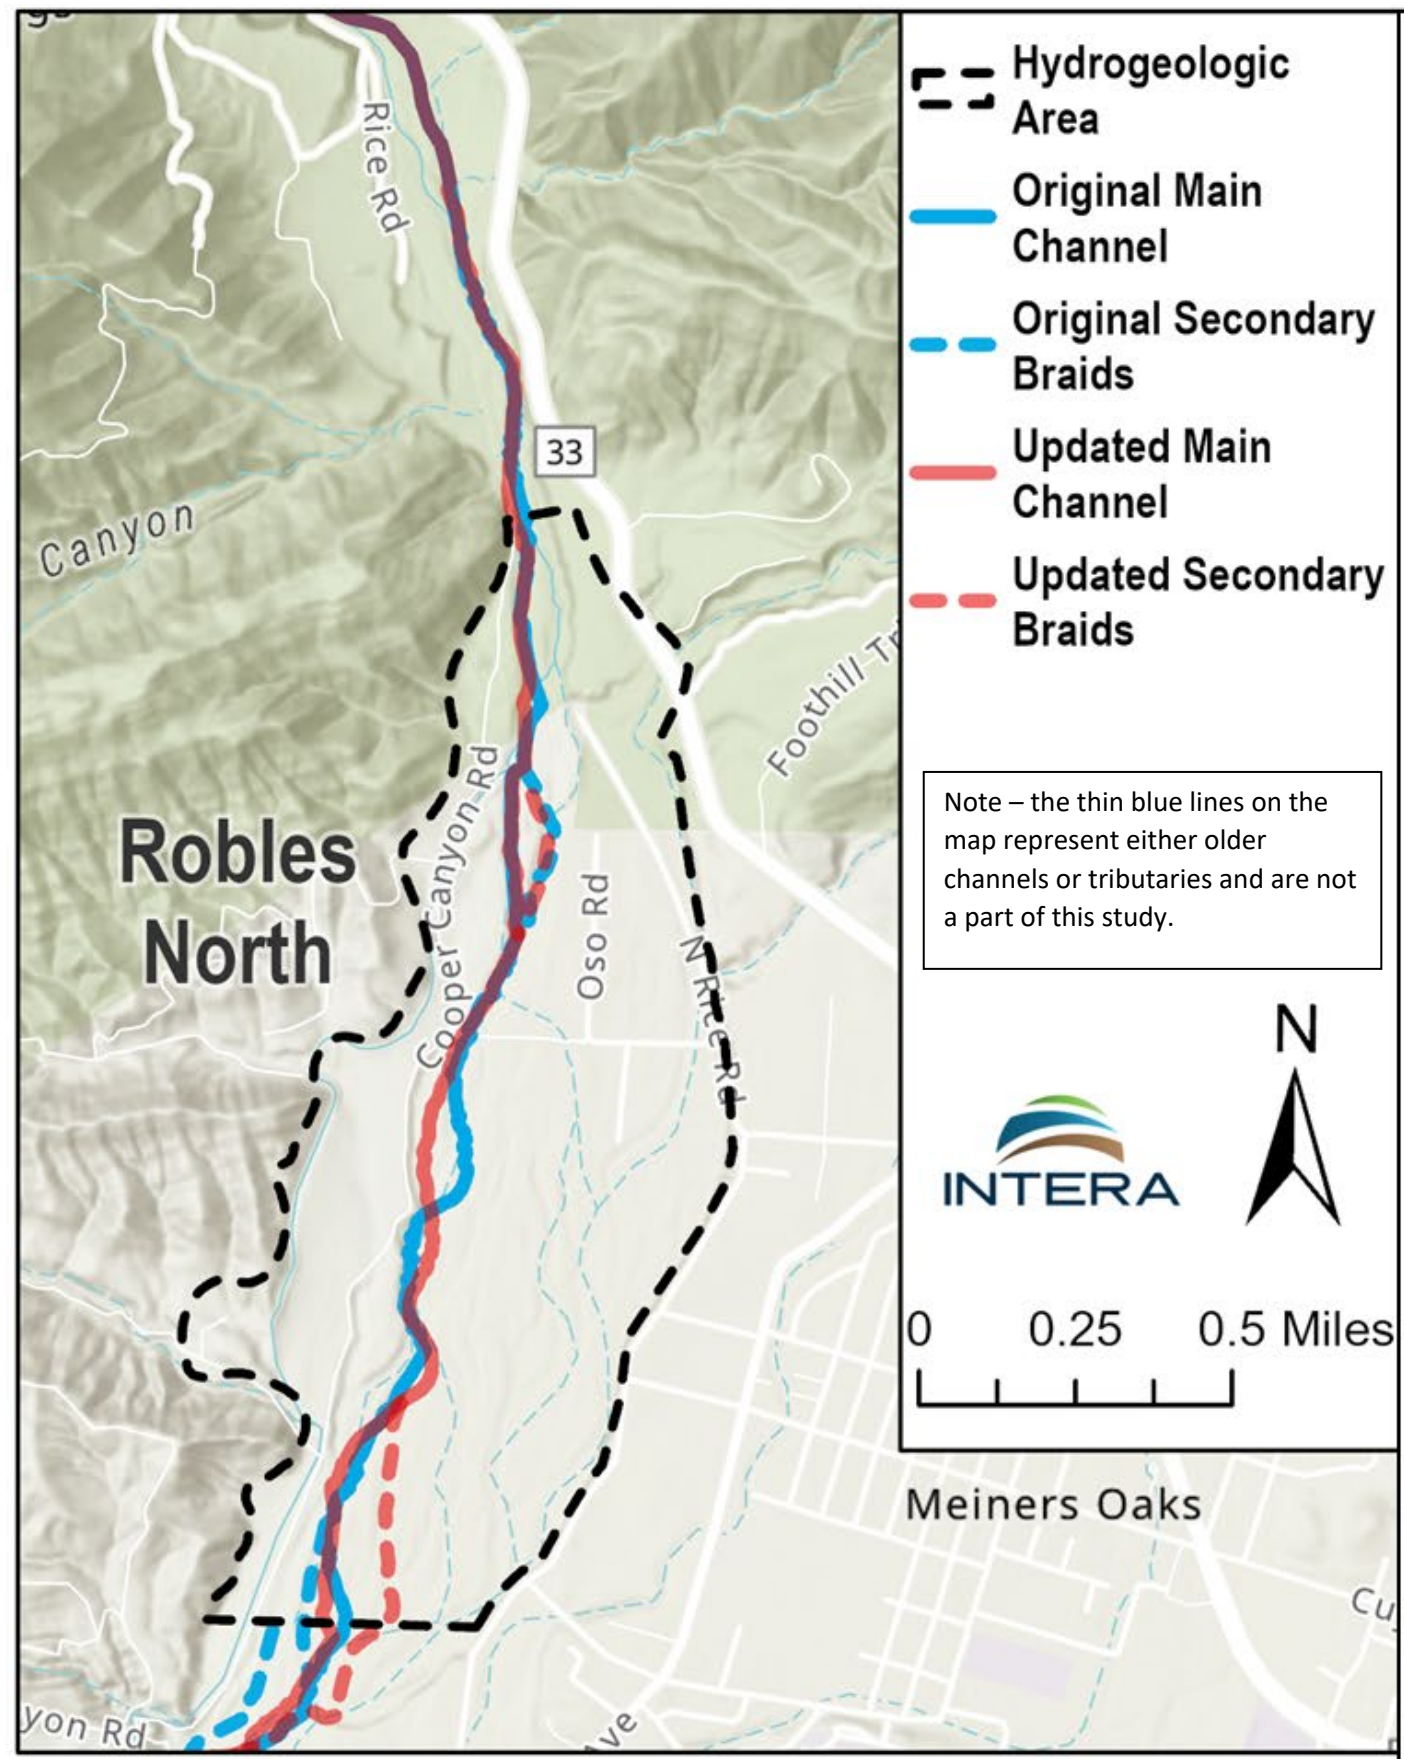 Rice Rd
33
Canyon
Foothill
Cooper Canyon Rd
Robles
North
Oso Rd
N Rice Rd
yon Rd
Ave
Hydrogeologic
Area
Original Main
Channel
Original Secondary
Braids
Updated Main
Channel
Updated Secondary
Braids
Note – the thin blue lines on the
map represent either older
channels or tributaries and are not
a part of this study.
N
INTERA
0 0.25 0.5 Miles
Meiners Oaks
Cu